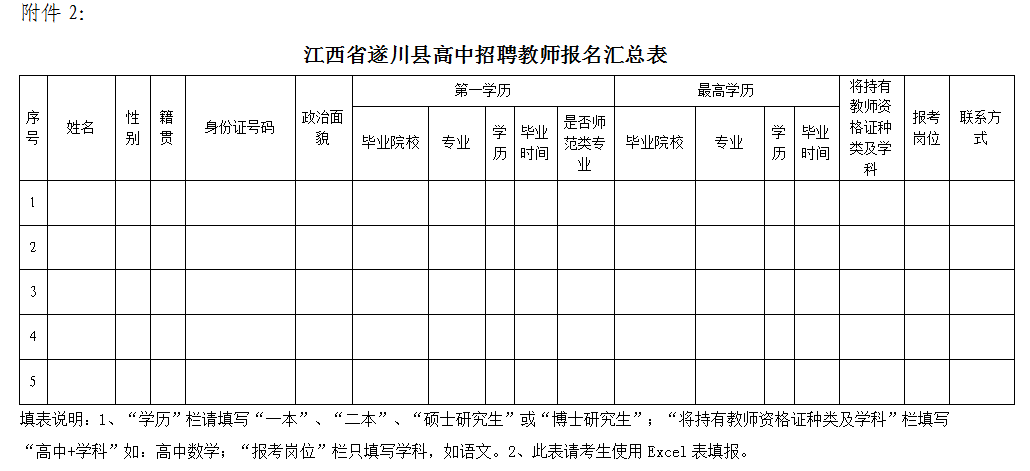 附件 2：
江西省遂川县高中招聘教师报名汇总表
序号 姓名 性别 籍贯 身份证号码 政治面貌 第一学历 最高学历 将持有教师资格证种类及学科 报考岗位 联系方式
毕业院校 专业 学历 毕业时间 是否师范类专业 毕业院校 专业 学历 毕业时间
1
2
3
4
5
填表说明：1、“学历”栏请填写“一本”、“二本”、“硕士研究生”或“博士研究生”；“将持有教师资格证种类及学科”栏填写
“高中+学科”如：高中数学；“报考岗位”栏只填写学科，如语文。2、此表请考生使用 Excel 表填报。